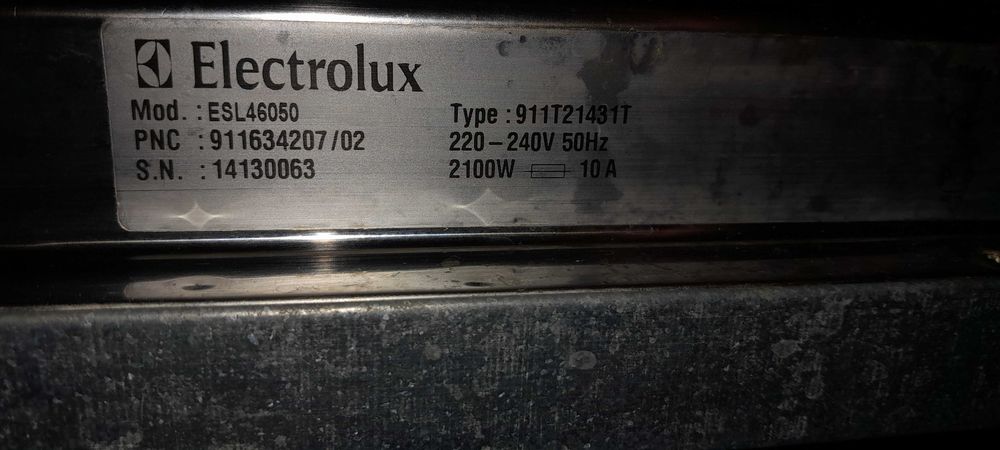 Electrolux
Mod. : ESL46050
PNC : 911634207/02
S.N. : 14130063
Type : 911T21431T
220–240V 50Hz
2100W 10 A